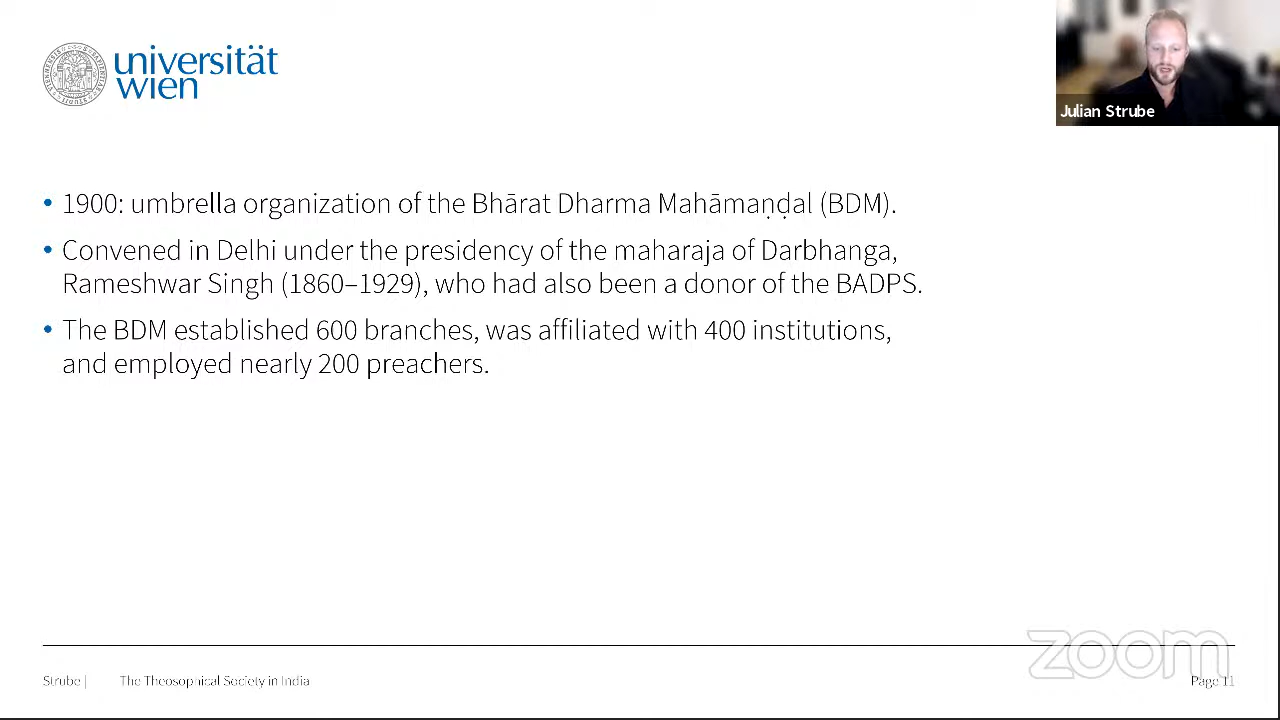 universität
wien
Julian Strube
• 1900: umbrella organization of the Bhārat Dharma Mahāmaṇḍal (BDM).
• Convened in Delhi under the presidency of the maharaja of Darbhanga,
Rameshwar Singh (1860–1929), who had also been a donor of the BADPS.
• The BDM established 600 branches, was affiliated with 400 institutions,
and employed nearly 200 preachers.
zoom
Strube | The Theosophical Society in India Page 11